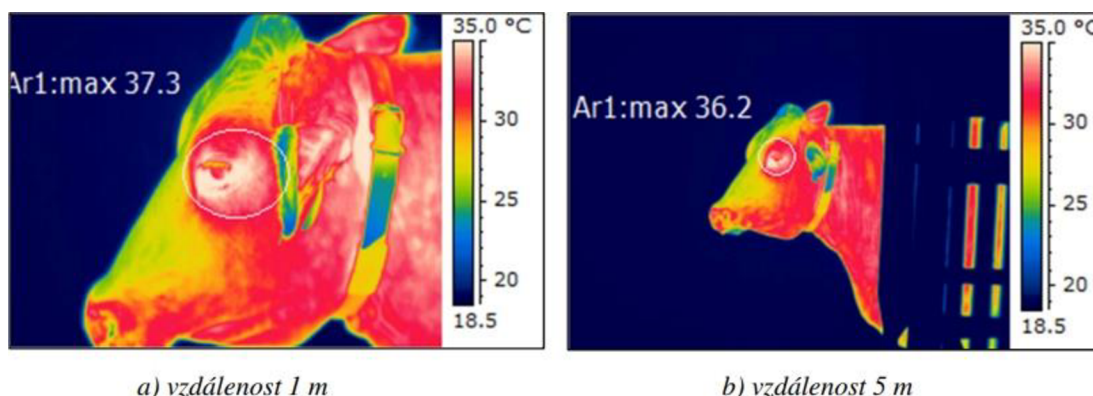 35.0 °C
Ar1:max 37.3
30
25
20
18.5
35.0 °C
Ar1:max 36.2
30
25
20
18.5
a) vzdálenost 1 m
b) vzdálenost 5 m